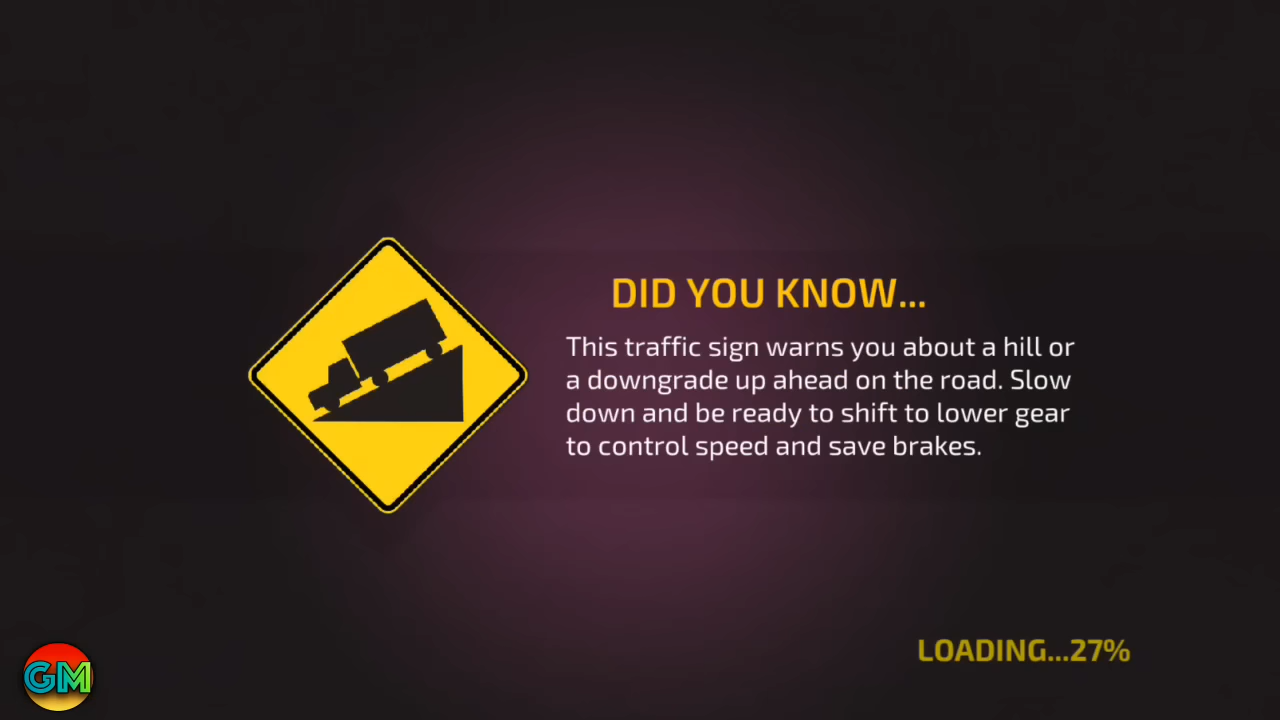 DID YOU KNOW...
This traffic sign warns you about a hill or
a downgrade up ahead on the road. Slow
down and be ready to shift to lower gear
to control speed and save brakes.
LOADING...27%
GM